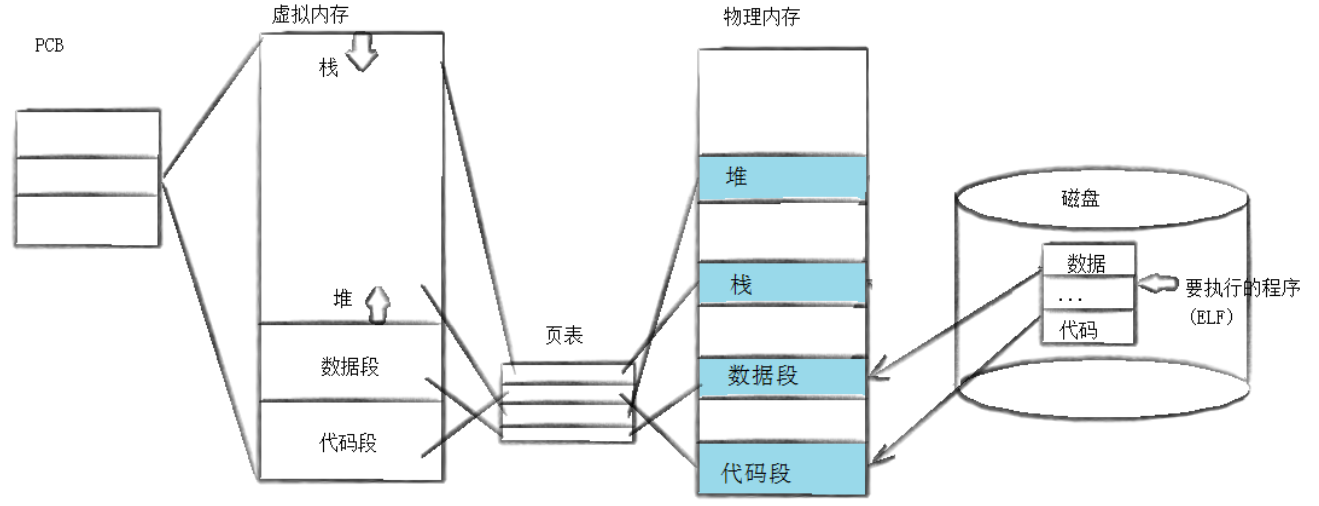 PCB
虚拟内存
栈
堆
数据段
代码段
页表
物理内存
堆
栈
数据段
代码段
磁盘
数据
...
代码
要执行的程序
(ELF)